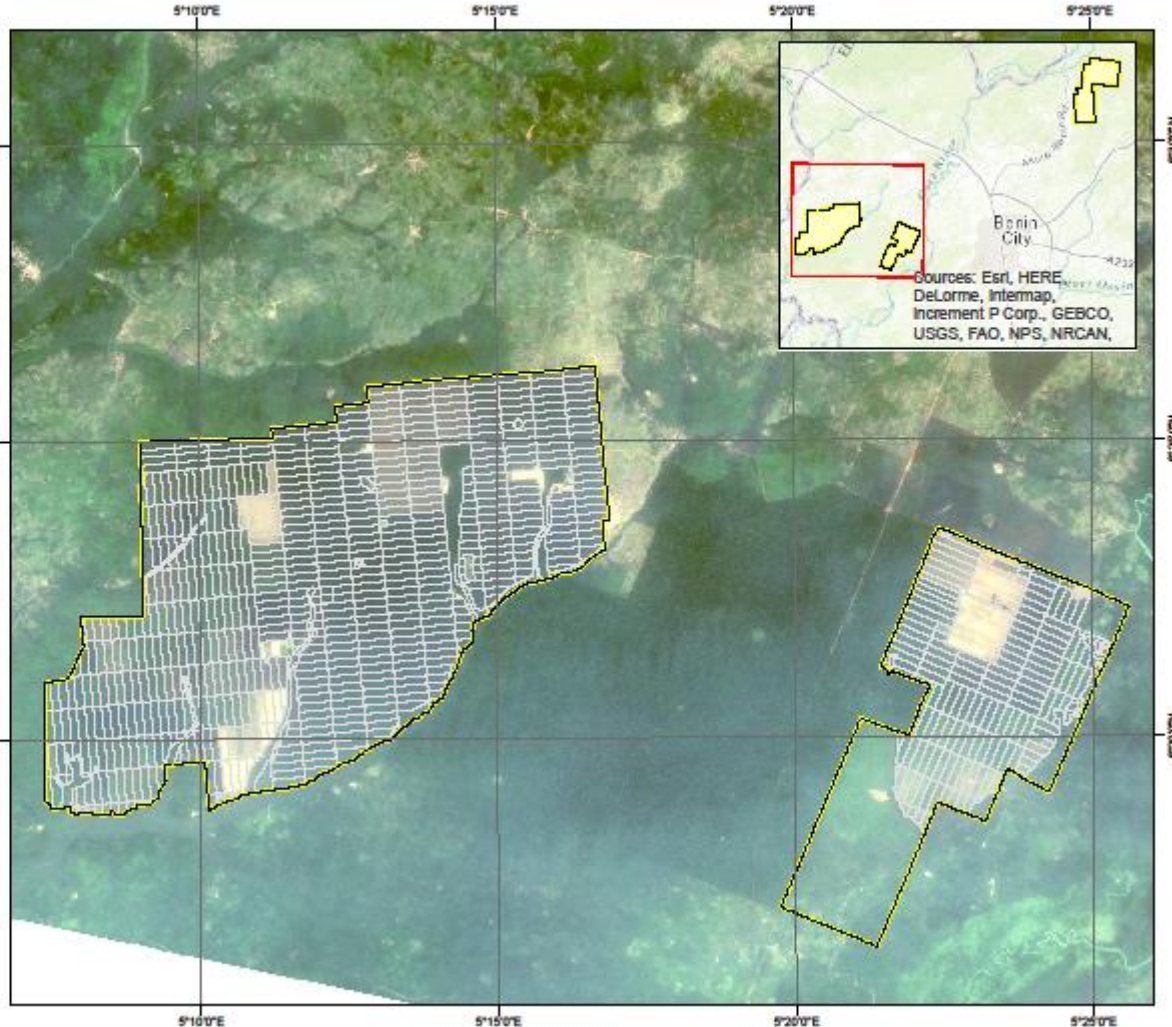 5°10'0"E 5°15'0"E 5°20'0"E 5°25'0"E
Benin
City
A232
Sources: Esri, HERE,
DeLorme, Intermap,
Increment P Corp., GEBCO,
USGS, FAO, NPS, NRCAN,
5°10'0"E 5°15'0"E 5°20'0"E 5°25'0"E